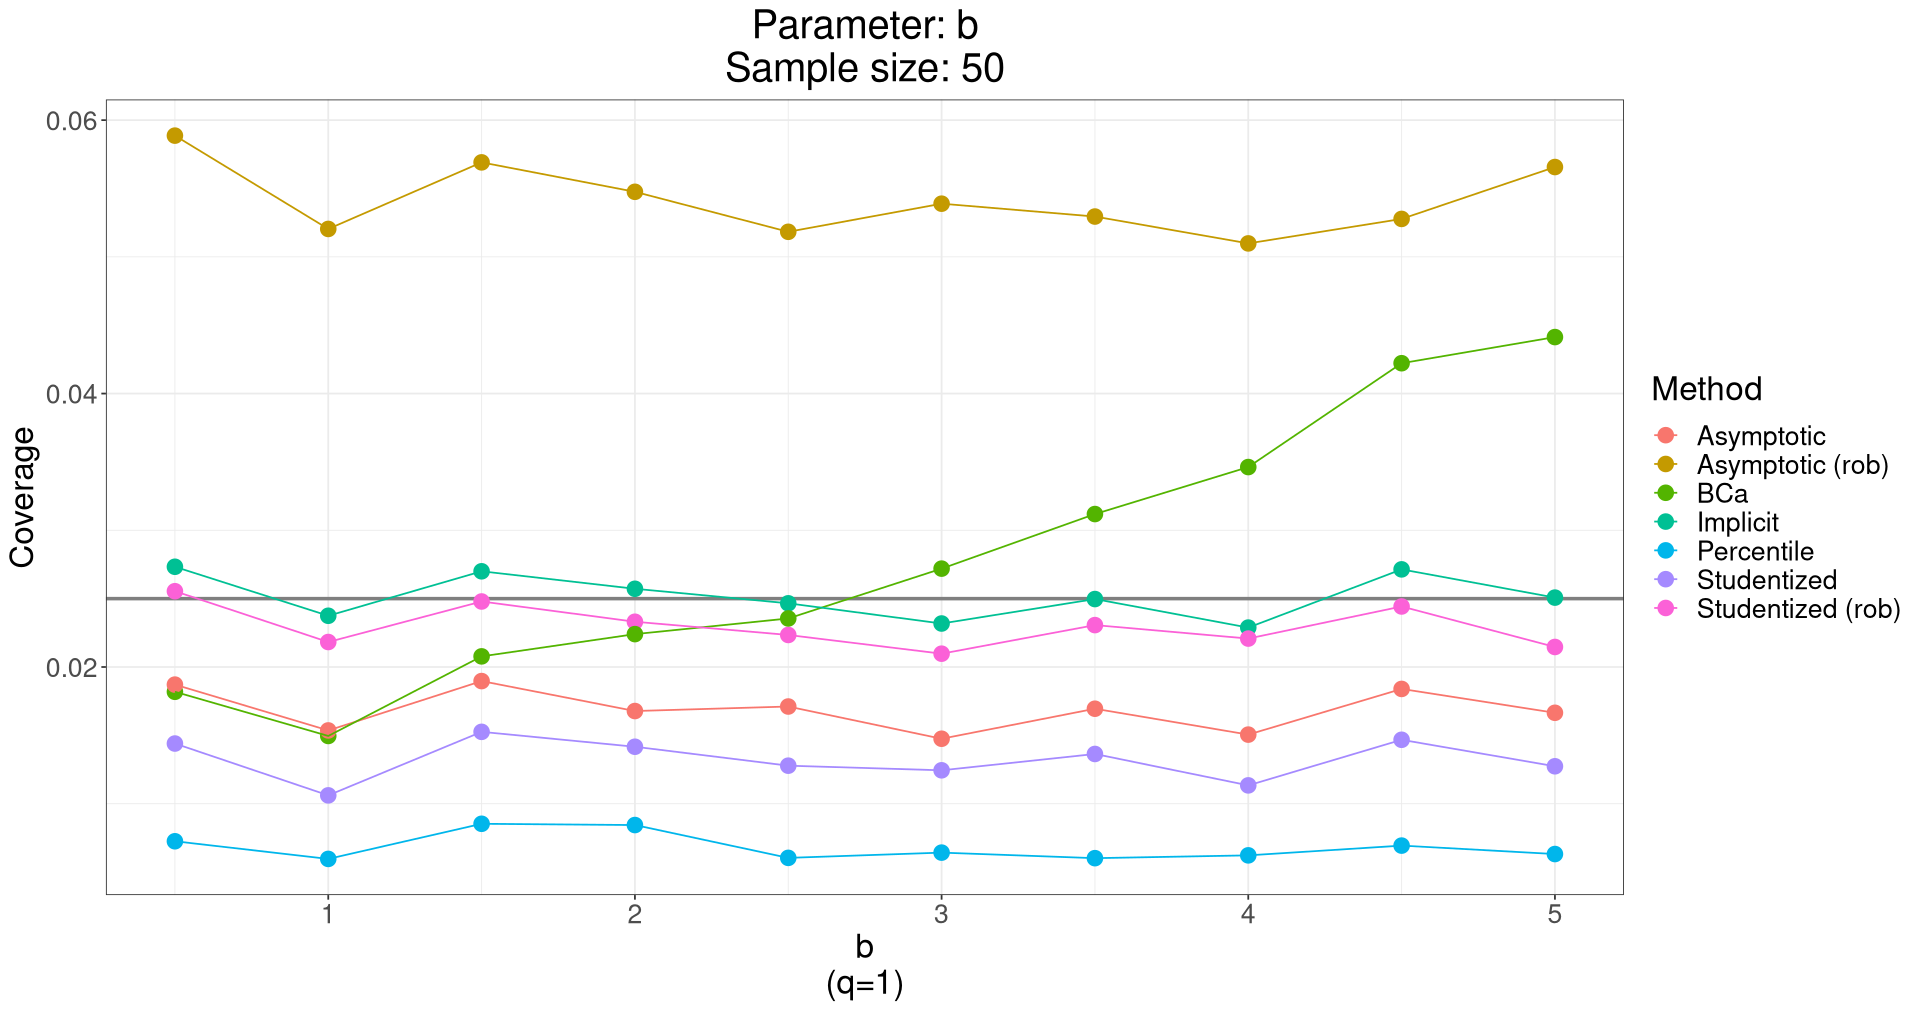 Parameter: b
Sample size: 50
0.06
0.04
0.02
Coverage
1
2
3
4
5
b
(q=1)
Method
Asymptotic
Asymptotic (rob)
BCa
Implicit
Percentile
Studentized
Studentized (rob)